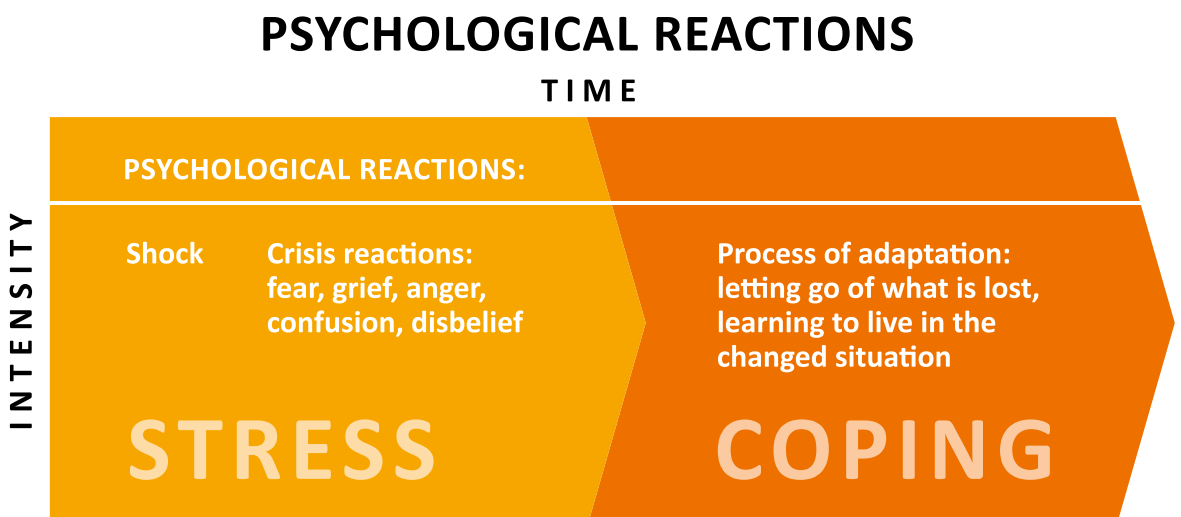 PSYCHOLOGICAL REACTIONS
TIME
INTENSITY
PSYCHOLOGICAL REACTIONS:
Shock
Crisis reactions:
fear, grief, anger,
confusion, disbelief
STRESS
Process of adaptation:
letting go of what is lost,
learning to live in the
changed situation
COPING